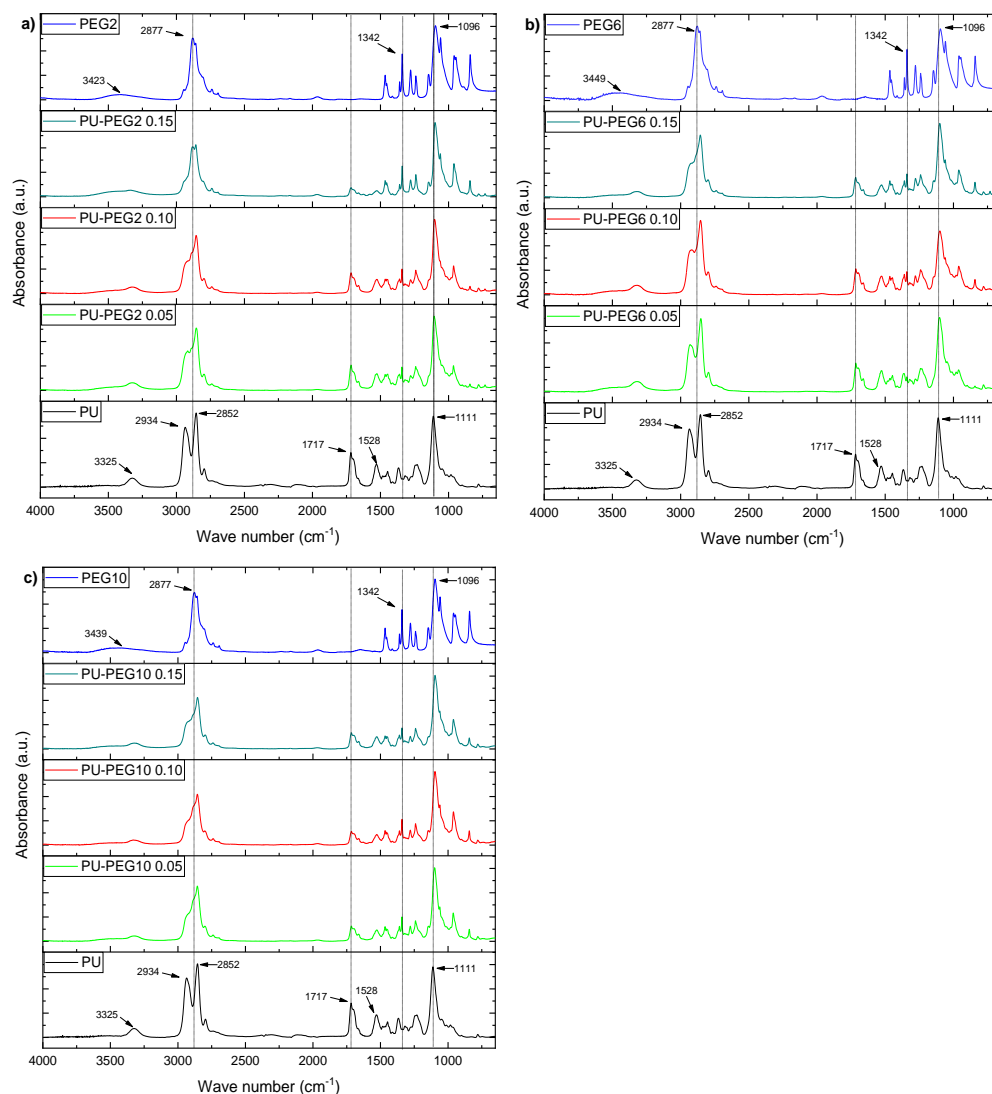 a)
PEG2
2877
1342
1096
3423
PU-PEG2 0.15
PU-PEG2 0.10
PU-PEG2 0.05
PU
2934
2852
1717
1528
1111
3325
Absorbance (a.u.)
4000 3500 3000 2500 2000 1500 1000
Wave number (cm⁻¹)
b)
PEG6
2877
1342
1096
3449
PU-PEG6 0.15
PU-PEG6 0.10
PU-PEG6 0.05
PU
2934
2852
1717
1528
1111
3325
Absorbance (a.u.)
4000 3500 3000 2500 2000 1500 1000
Wave number (cm⁻¹)
c)
PEG10
2877
1342
1096
3439
PU-PEG10 0.15
PU-PEG10 0.10
PU-PEG10 0.05
PU
2934
2852
1717
1528
1111
3325
Absorbance (a.u.)
4000 3500 3000 2500 2000 1500 1000
Wave number (cm⁻¹)